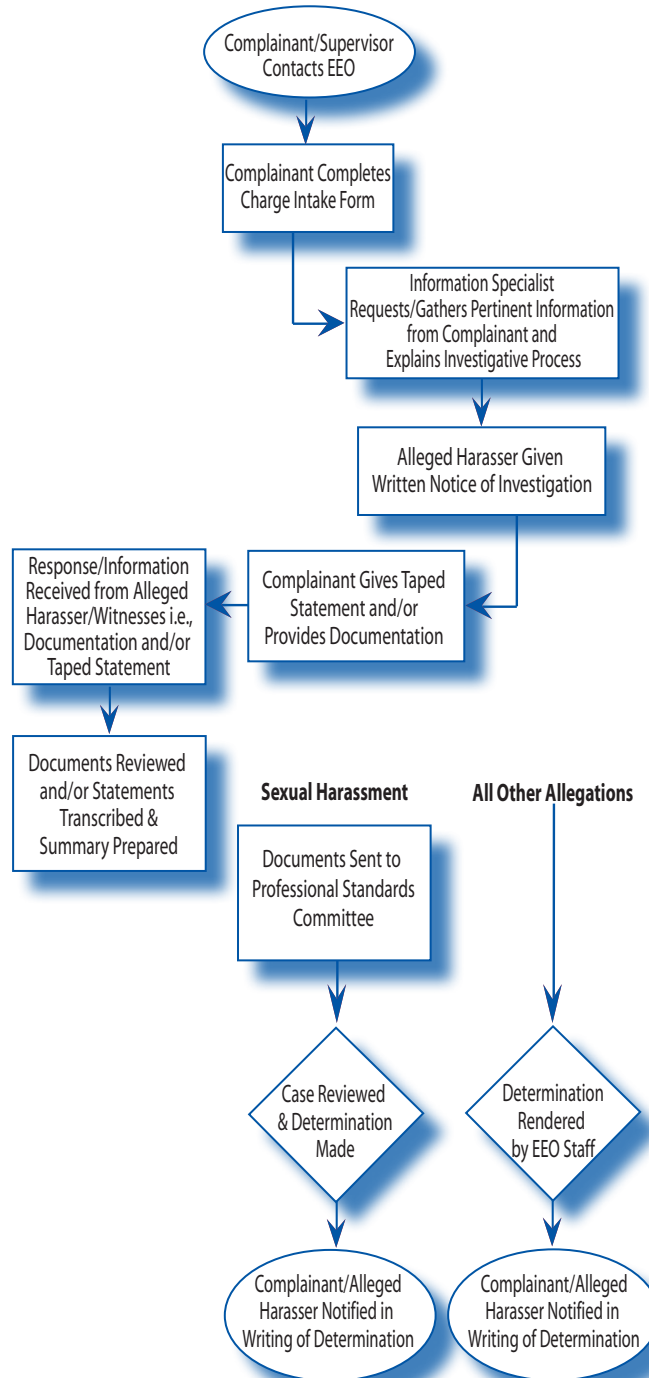 Complainant/Supervisor
Contacts EEO
Complainant Completes
Charge Intake Form
Information Specialist
Requests/Gathers Pertinent Information
from Complainant and
Explains Investigative Process
Alleged Harasser Given
Written Notice of Investigation
Complainant Gives Taped
Statement and/or
Provides Documentation
Response/Information
Received from Alleged
Harasser/Witnesses i.e.,
Documentation and/or
Taped Statement
Documents Reviewed
and/or Statements
Transcribed &
Summary Prepared
Sexual Harassment
Documents Sent to
Professional Standards
Committee
Case Reviewed
& Determination
Made
Complainant/Alleged
Harasser Notified in
Writing of Determination
All Other Allegations
Determination
Rendered
by EEO Staff
Complainant/Alleged
Harasser Notified in
Writing of Determination